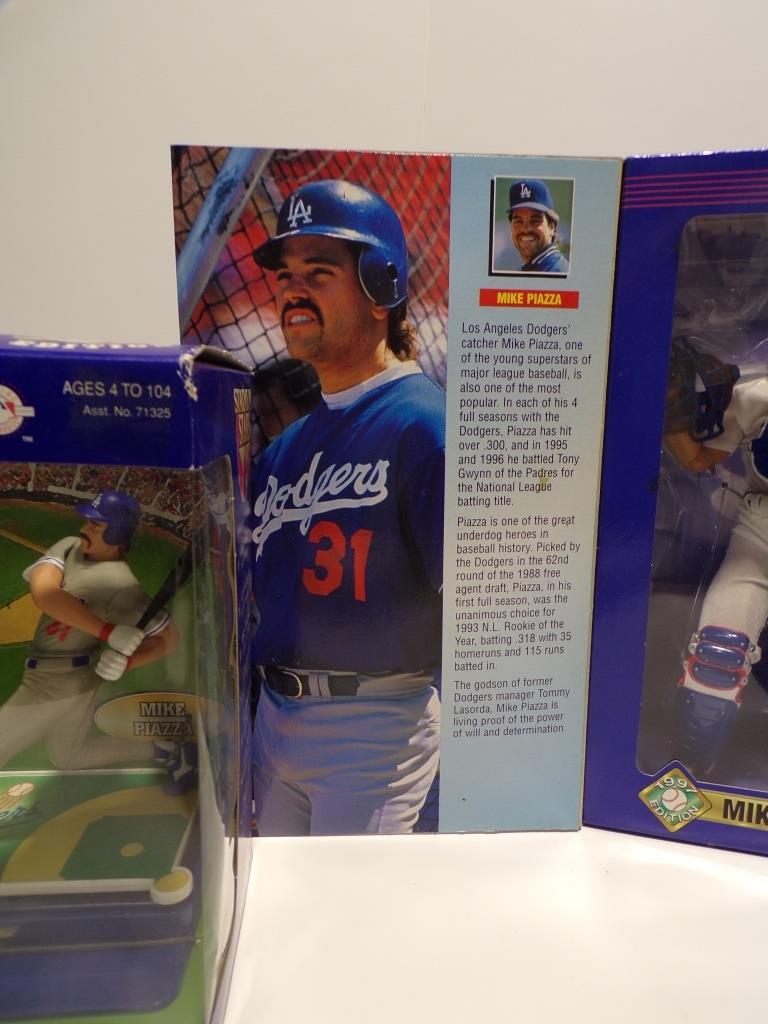 AGES 4 TO 104
Asst. No. 71325
TM
MIKE
PIAZZA
LA
Dodgers
31
LA
MIKE PIAZZA
Los Angeles Dodgers'
catcher Mike Piazza, one
of the young superstars of
major league baseball, is
also one of the most
popular. In each of his 4
full seasons with the
Dodgers, Piazza has hit
over .300, and in 1995
and 1996 he battled Tony
Gwynn of the Padres for
the National League
batting title.
Piazza is one of the great
underdog heroes in
baseball history. Picked by
the Dodgers in the 62nd
round of the 1988 free
agent draft, Piazza, in his
first full season, was the
unanimous choice for
1993 N.L. Rookie of the
Year, batting .318 with 35
homeruns and 115 runs
batted in.
The godson of former
Dodgers manager Tommy
Lasorda, Mike Piazza is
living proof of the power
of will and determination.
1997
EDITION
MIK